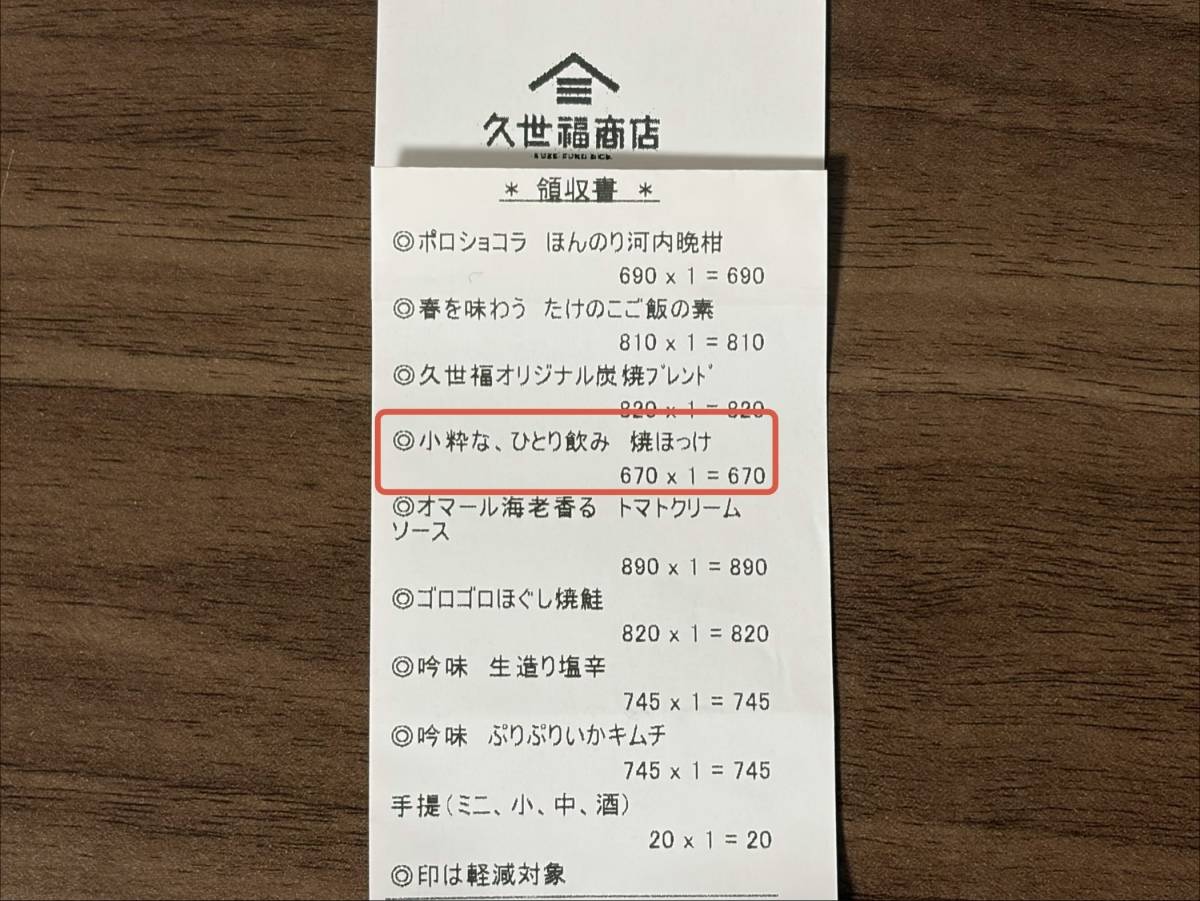 久世福商店
* 領収書 *
◎ポロショコラ ほんのり河内晩柑
690 x 1 = 690
◎春を味わう たけのこご飯の素
810 x 1 = 810
◎久世福オリジナル炭焼ﾌﾞﾚﾝﾄﾞ
820 x 1 = 820
◎小粋な、ひとり飲み 焼ほっけ
670 x 1 = 670
◎オマール海老香る トマトクリーム
ソース
890 x 1 = 890
◎ゴロゴロほぐし焼鮭
820 x 1 = 820
◎吟味 生造り塩辛
745 x 1 = 745
◎吟味 ぷりぷりいかキムチ
745 x 1 = 745
手提(ミニ、小、中、酒)
20 x 1 = 20
◎印は軽減対象